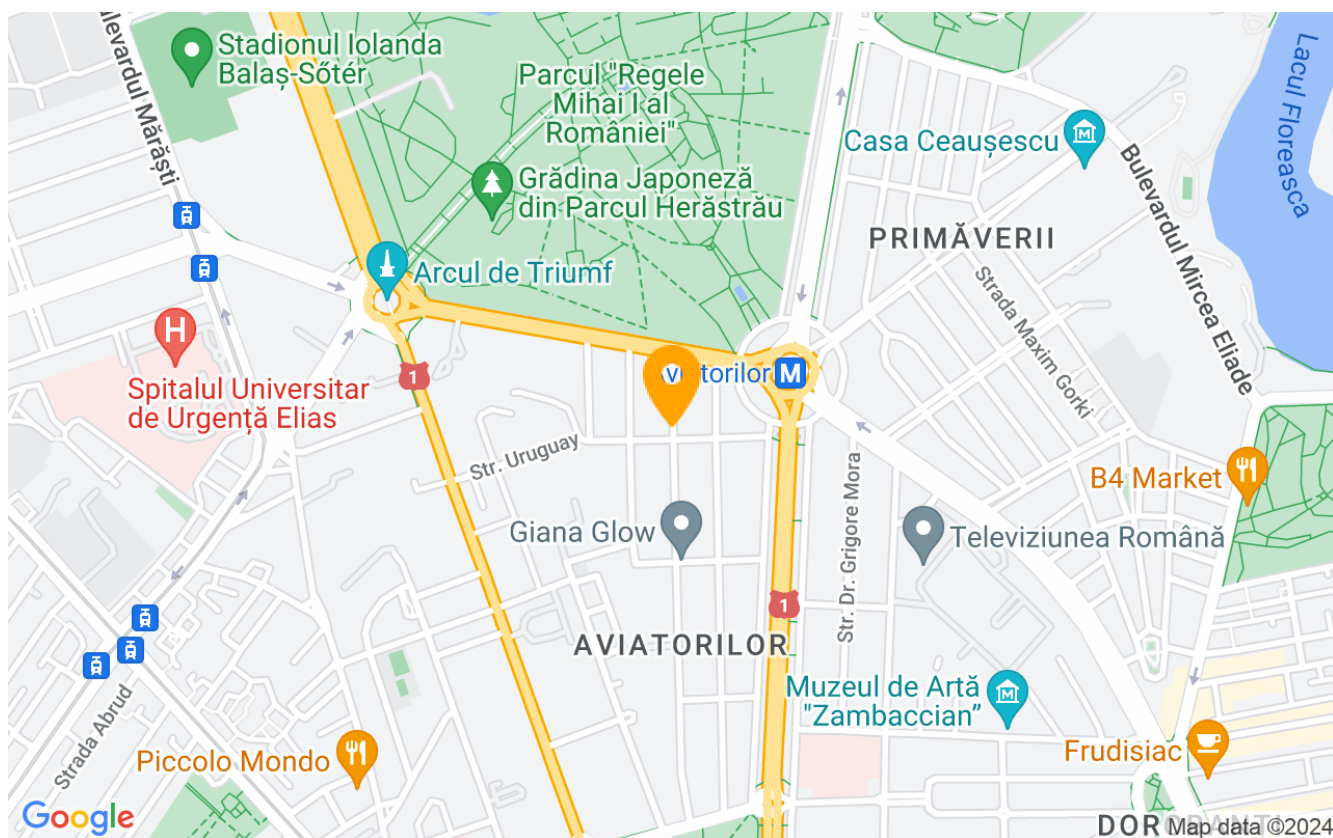 Bulevardul Mărăști
Stadionul Iolanda
Balaș-Sőtér
Parcul "Regele
Mihai I al
României"
Lacul Floreasca
Casa Ceaușescu
Bulevardul Mircea Eliade
Grădina Japoneză
din Parcul Herăstrău
PRIMĂVERII
Arcul de Triumf
Strada Maxim Gorki
H
Spitalul Universitar
de Urgență Elias
1
torilor
M
Str. Uruguay
B4 Market
Giana Glow
Str. Dr. Grigore Mora
Televiziunea Română
1
AVIATORILOR
Muzeul de Artă
"Zambaccian”
Strada Abrud
Piccolo Mondo
Frudisiac
Google
Map data ©2024